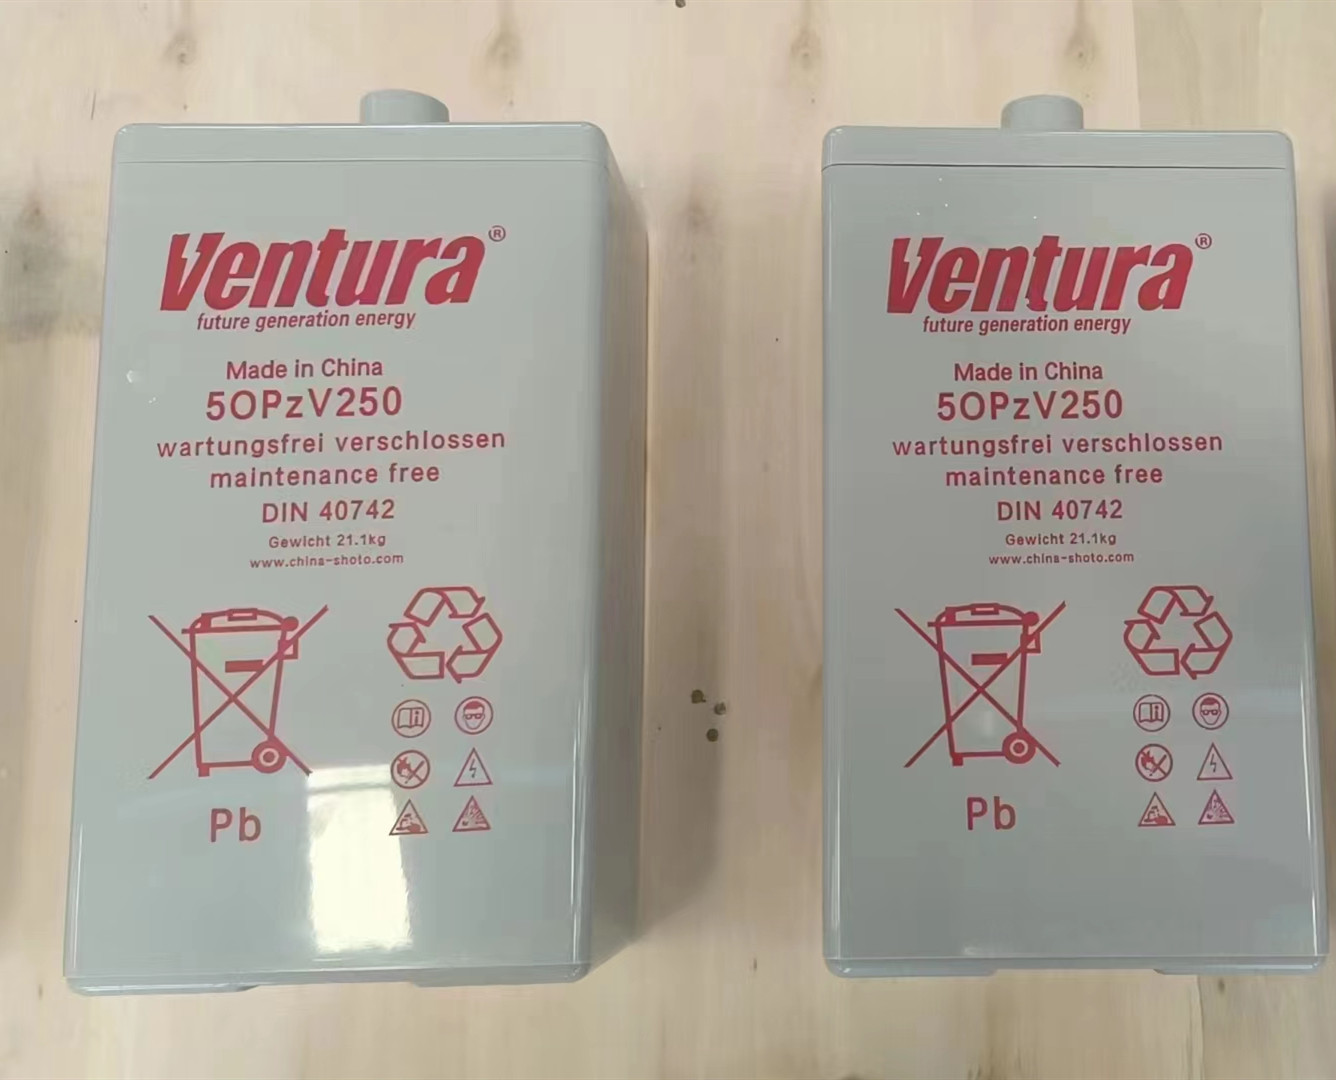 Ventura®
future generation energy
Made in China
5OPzV250
wartungsfrei verschlossen
maintenance free
DIN 40742
Gewicht 21.1kg
www.china-shoto.com
Pb
Ventura®
future generation energy
Made in China
5OPzV250
wartungsfrei verschlossen
maintenance free
DIN 40742
Gewicht 21.1kg
www.china-shoto.com
Pb